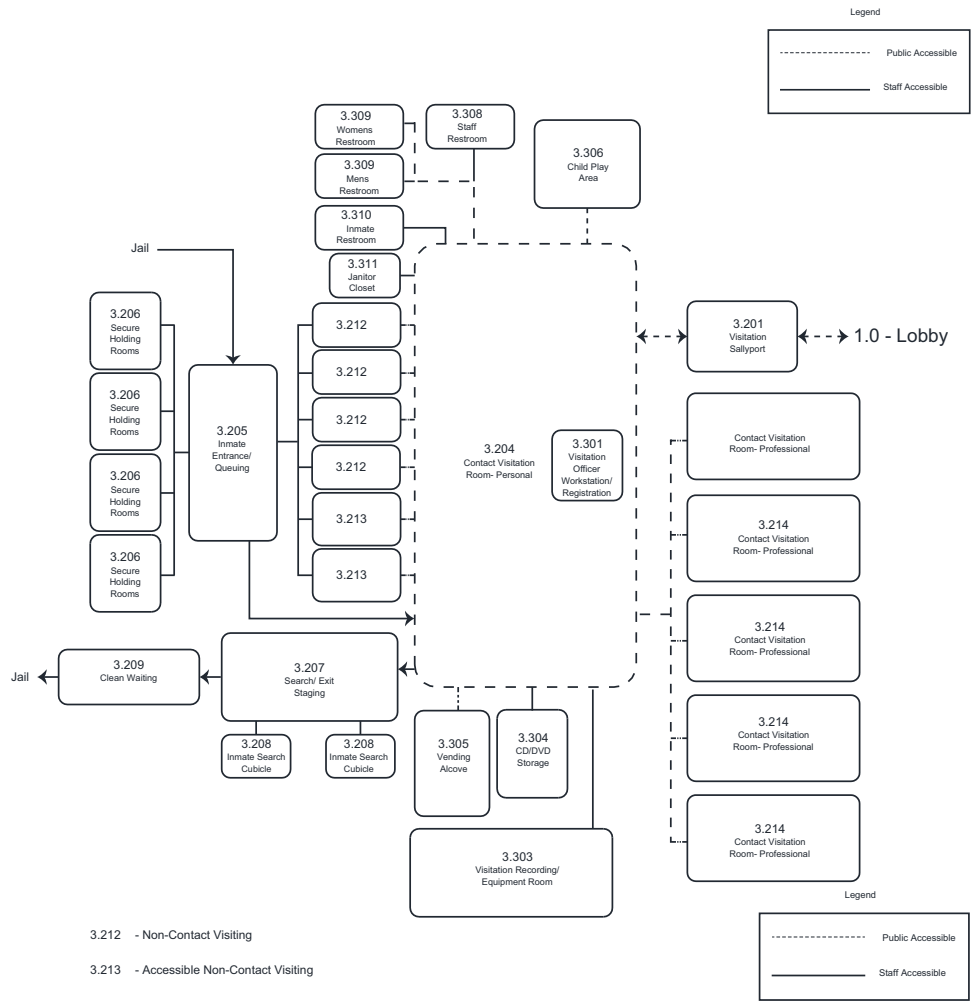 Legend
Public Accessible
Staff Accessible
3.309
Womens
Restroom
3.308
Staff
Restroom
3.306
Child Play
Area
3.309
Mens
Restroom
3.310
Inmate
Restroom
Jail
3.311
Janitor
Closet
3.206
Secure
Holding
Rooms
3.206
Secure
Holding
Rooms
3.206
Secure
Holding
Rooms
3.206
Secure
Holding
Rooms
3.205
Inmate
Entrance/
Queuing
3.212
3.212
3.212
3.212
3.213
3.213
3.204
Contact Visitation
Room- Personal
3.301
Visitation
Officer
Workstation/
Registration
3.201
Visitation
Sallyport
1.0 - Lobby
Contact Visitation
Room- Professional
3.214
Contact Visitation
Room- Professional
3.214
Contact Visitation
Room- Professional
3.214
Contact Visitation
Room- Professional
3.214
Contact Visitation
Room- Professional
Jail
3.209
Clean Waiting
3.207
Search/ Exit
Staging
3.208
Inmate Search
Cubicle
3.208
Inmate Search
Cubicle
3.305
Vending
Alcove
3.304
CD/DVD
Storage
3.303
Visitation Recording/
Equipment Room
Legend
Public Accessible
Staff Accessible
3.212 - Non-Contact Visiting
3.213 - Accessible Non-Contact Visiting